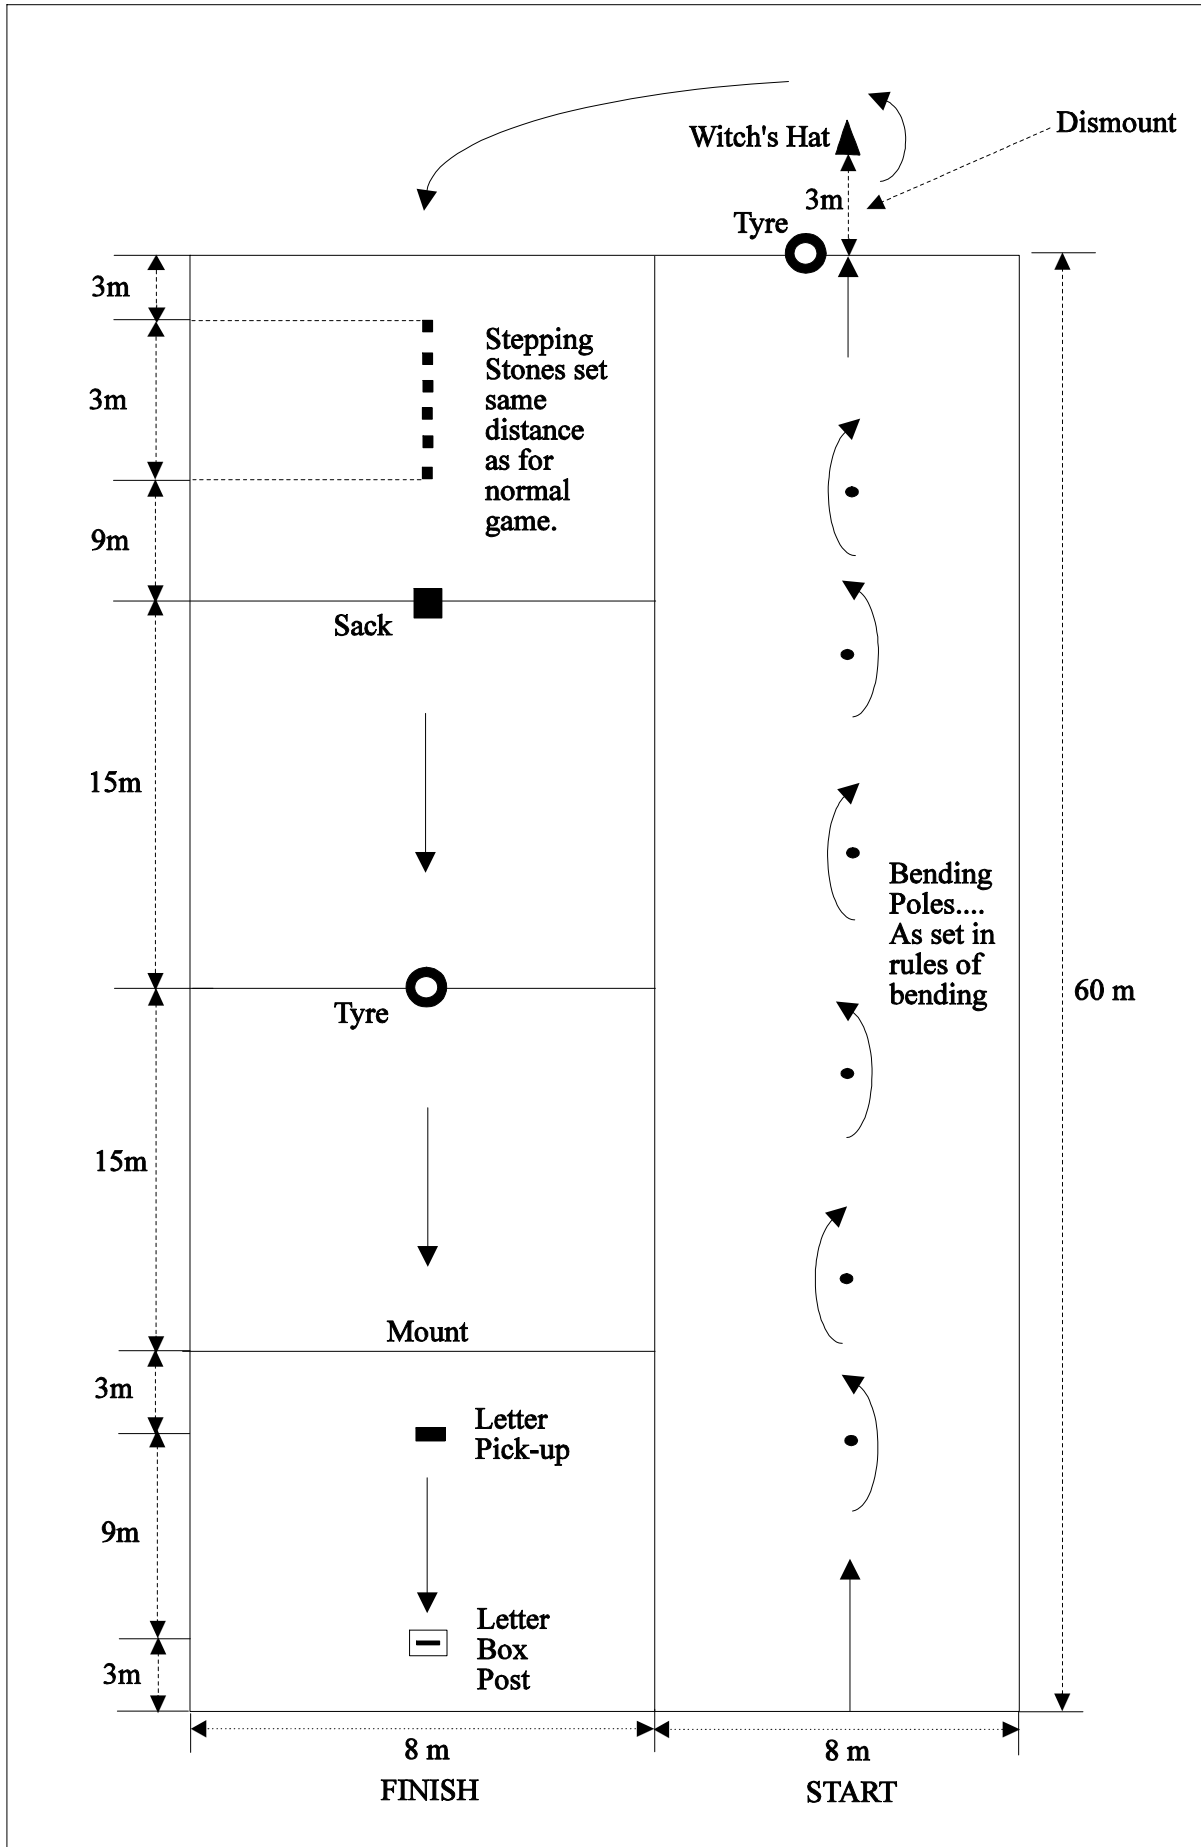 Witch's Hat
Dismount
3m
Tyre
3m
3m
9m
Stepping
Stones set
same
distance
as for
normal
game.
Sack
15m
Tyre
Bending
Poles....
As set in
rules of
bending
60 m
15m
Mount
3m
Letter
Pick-up
9m
Letter
Box
Post
3m
8 m
8 m
FINISH
START